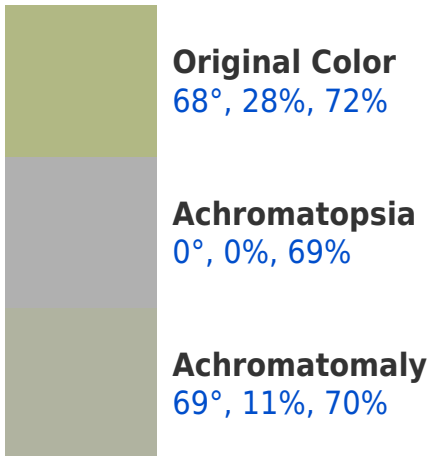 Original Color
68°, 28%, 72%
Achromatopsia
0°, 0%, 69%
Achromatomaly
69°, 11%, 70%